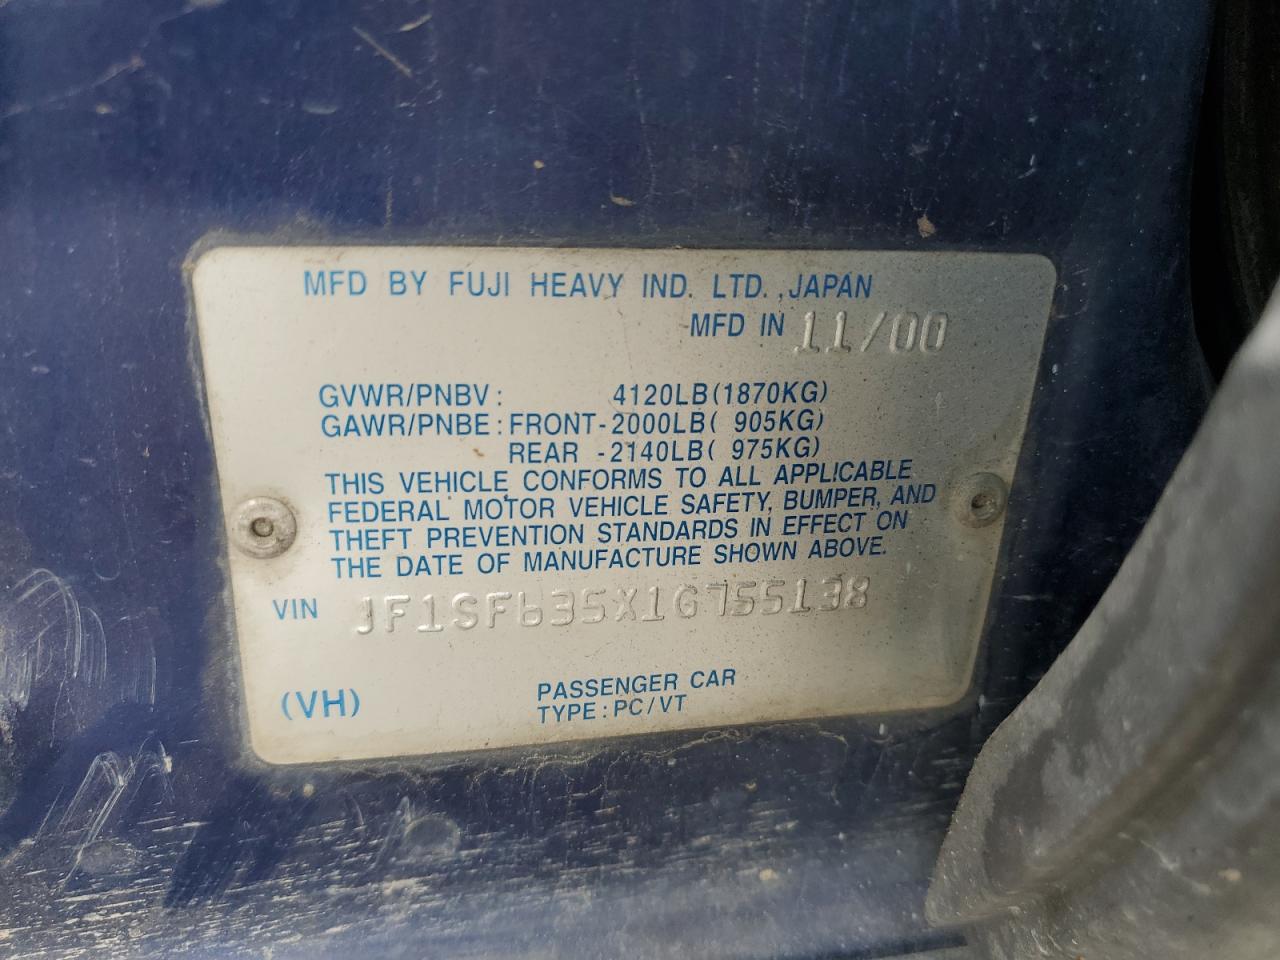 MFD BY FUJI HEAVY IND. LTD. ,JAPAN
MFD IN 11/00
GVWR/PNBV: 4120LB(1870KG)
GAWR/PNBE:FRONT-2000LB( 905KG)
REAR -2140LB( 975KG)
THIS VEHICLE CONFORMS TO ALL APPLICABLE
FEDERAL MOTOR VEHICLE SAFETY, BUMPER, AND
THEFT PREVENTION STANDARDS IN EFFECT ON
THE DATE OF MANUFACTURE SHOWN ABOVE.
VIN JF1SF635X1G755138
(VH) PASSENGER CAR
TYPE:PC/VT